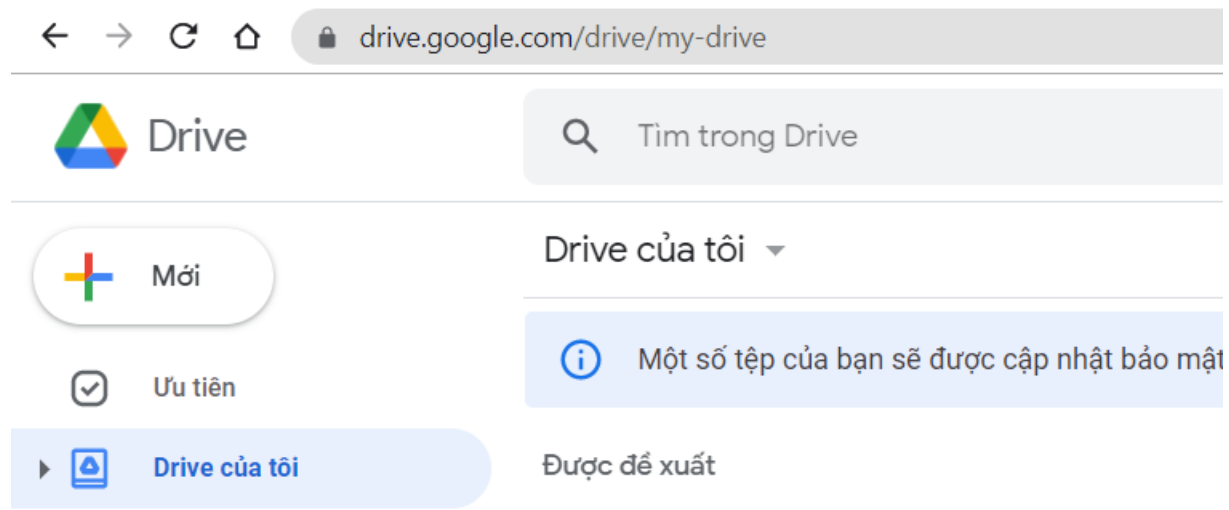 drive.google.com/drive/my-drive
Drive
Tìm trong Drive
Mới
Drive của tôi
Một số tệp của bạn sẽ được cập nhật bảo mật
Ưu tiên
Drive của tôi
Được đề xuất